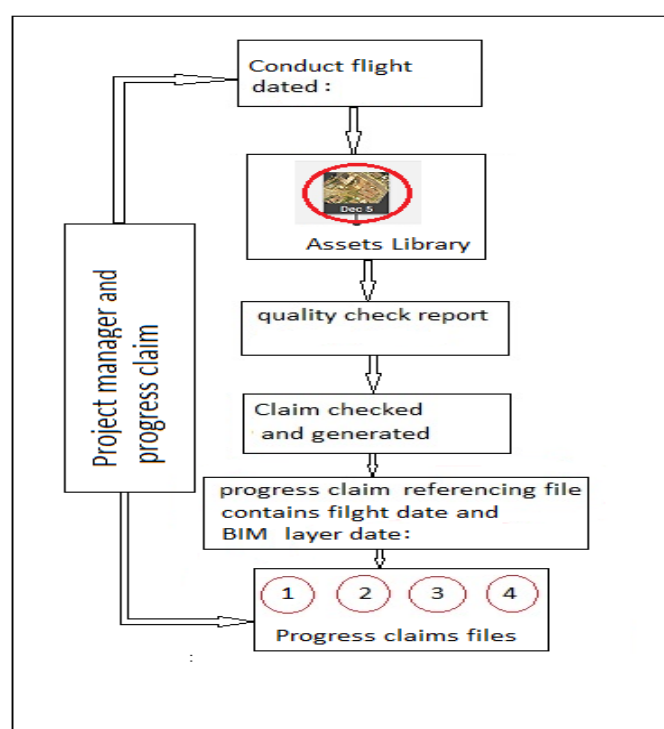 Conduct flight
dated :
Dec 5
Assets Library
quality check report
Claim checked
and generated
progress claim referencing file
contains filght date and
BIM layer date:
1 2 3 4
Progress claims files
Project manager and
progress claim
: